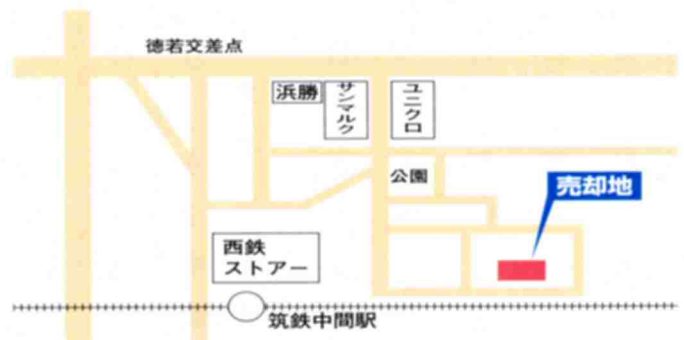 徳若交差点
浜勝
サンマルク
ユニクロ
公園
売却地
西鉄
ストアー
筑鉄中間駅